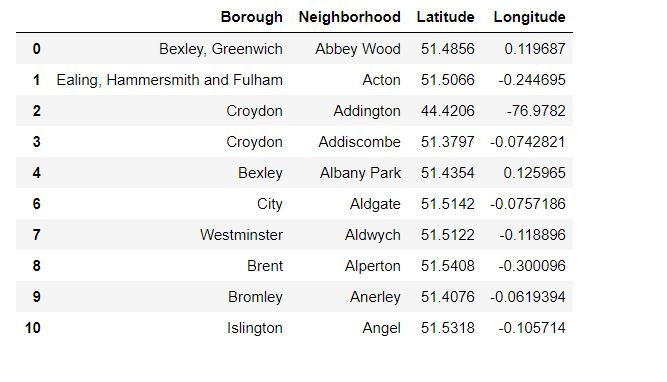 Borough Neighborhood Latitude Longitude
0 Bexley, Greenwich Abbey Wood 51.4856 0.119687
1 Ealing, Hammersmith and Fulham Acton 51.5066 -0.244695
2 Croydon Addington 44.4206 -76.9782
3 Croydon Addiscombe 51.3797 -0.0742821
4 Bexley Albany Park 51.4354 0.125965
6 City Aldgate 51.5142 -0.0757186
7 Westminster Aldwych 51.5122 -0.118896
8 Brent Alperton 51.5408 -0.300096
9 Bromley Anerley 51.4076 -0.0619394
10 Islington Angel 51.5318 -0.105714